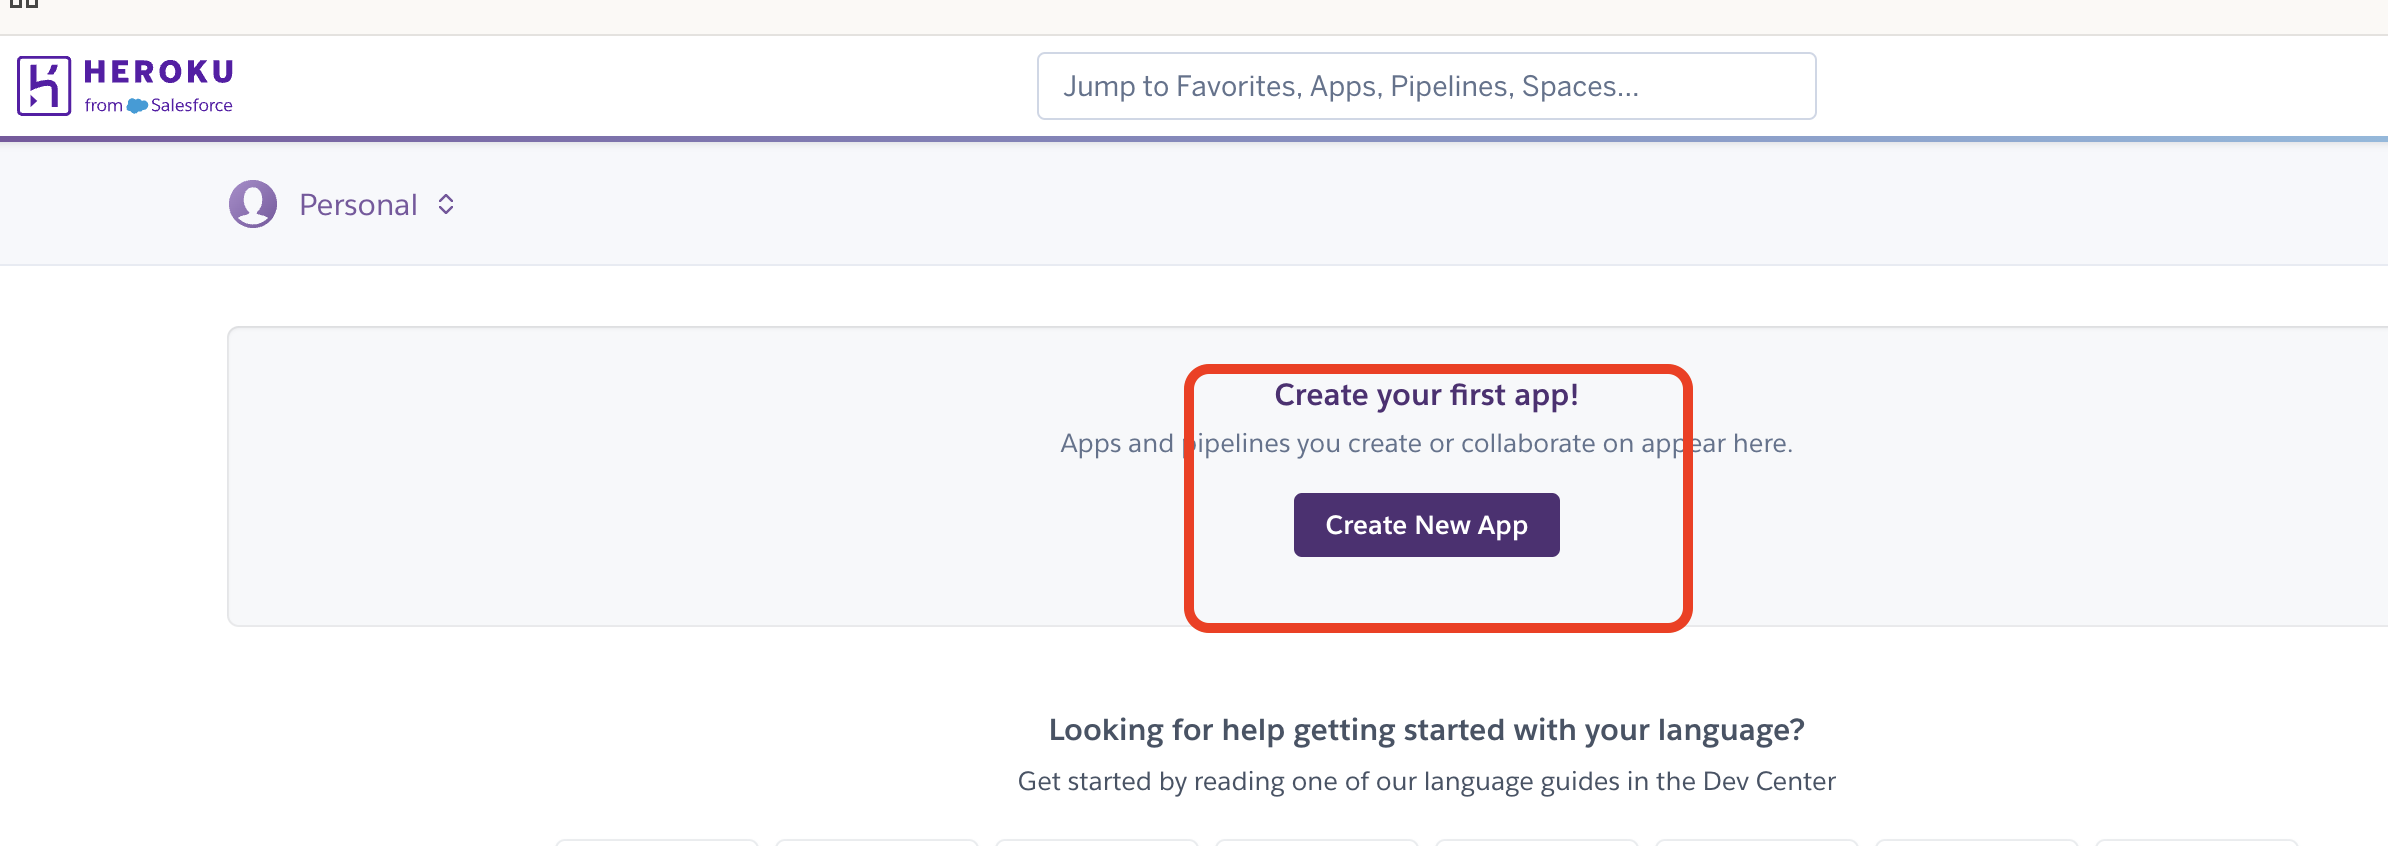 HEROKU
from Salesforce
Jump to Favorites, Apps, Pipelines, Spaces...
Personal
Create your first app!
Apps and pipelines you create or collaborate on appear here.
Create New App
Looking for help getting started with your language?
Get started by reading one of our language guides in the Dev Center